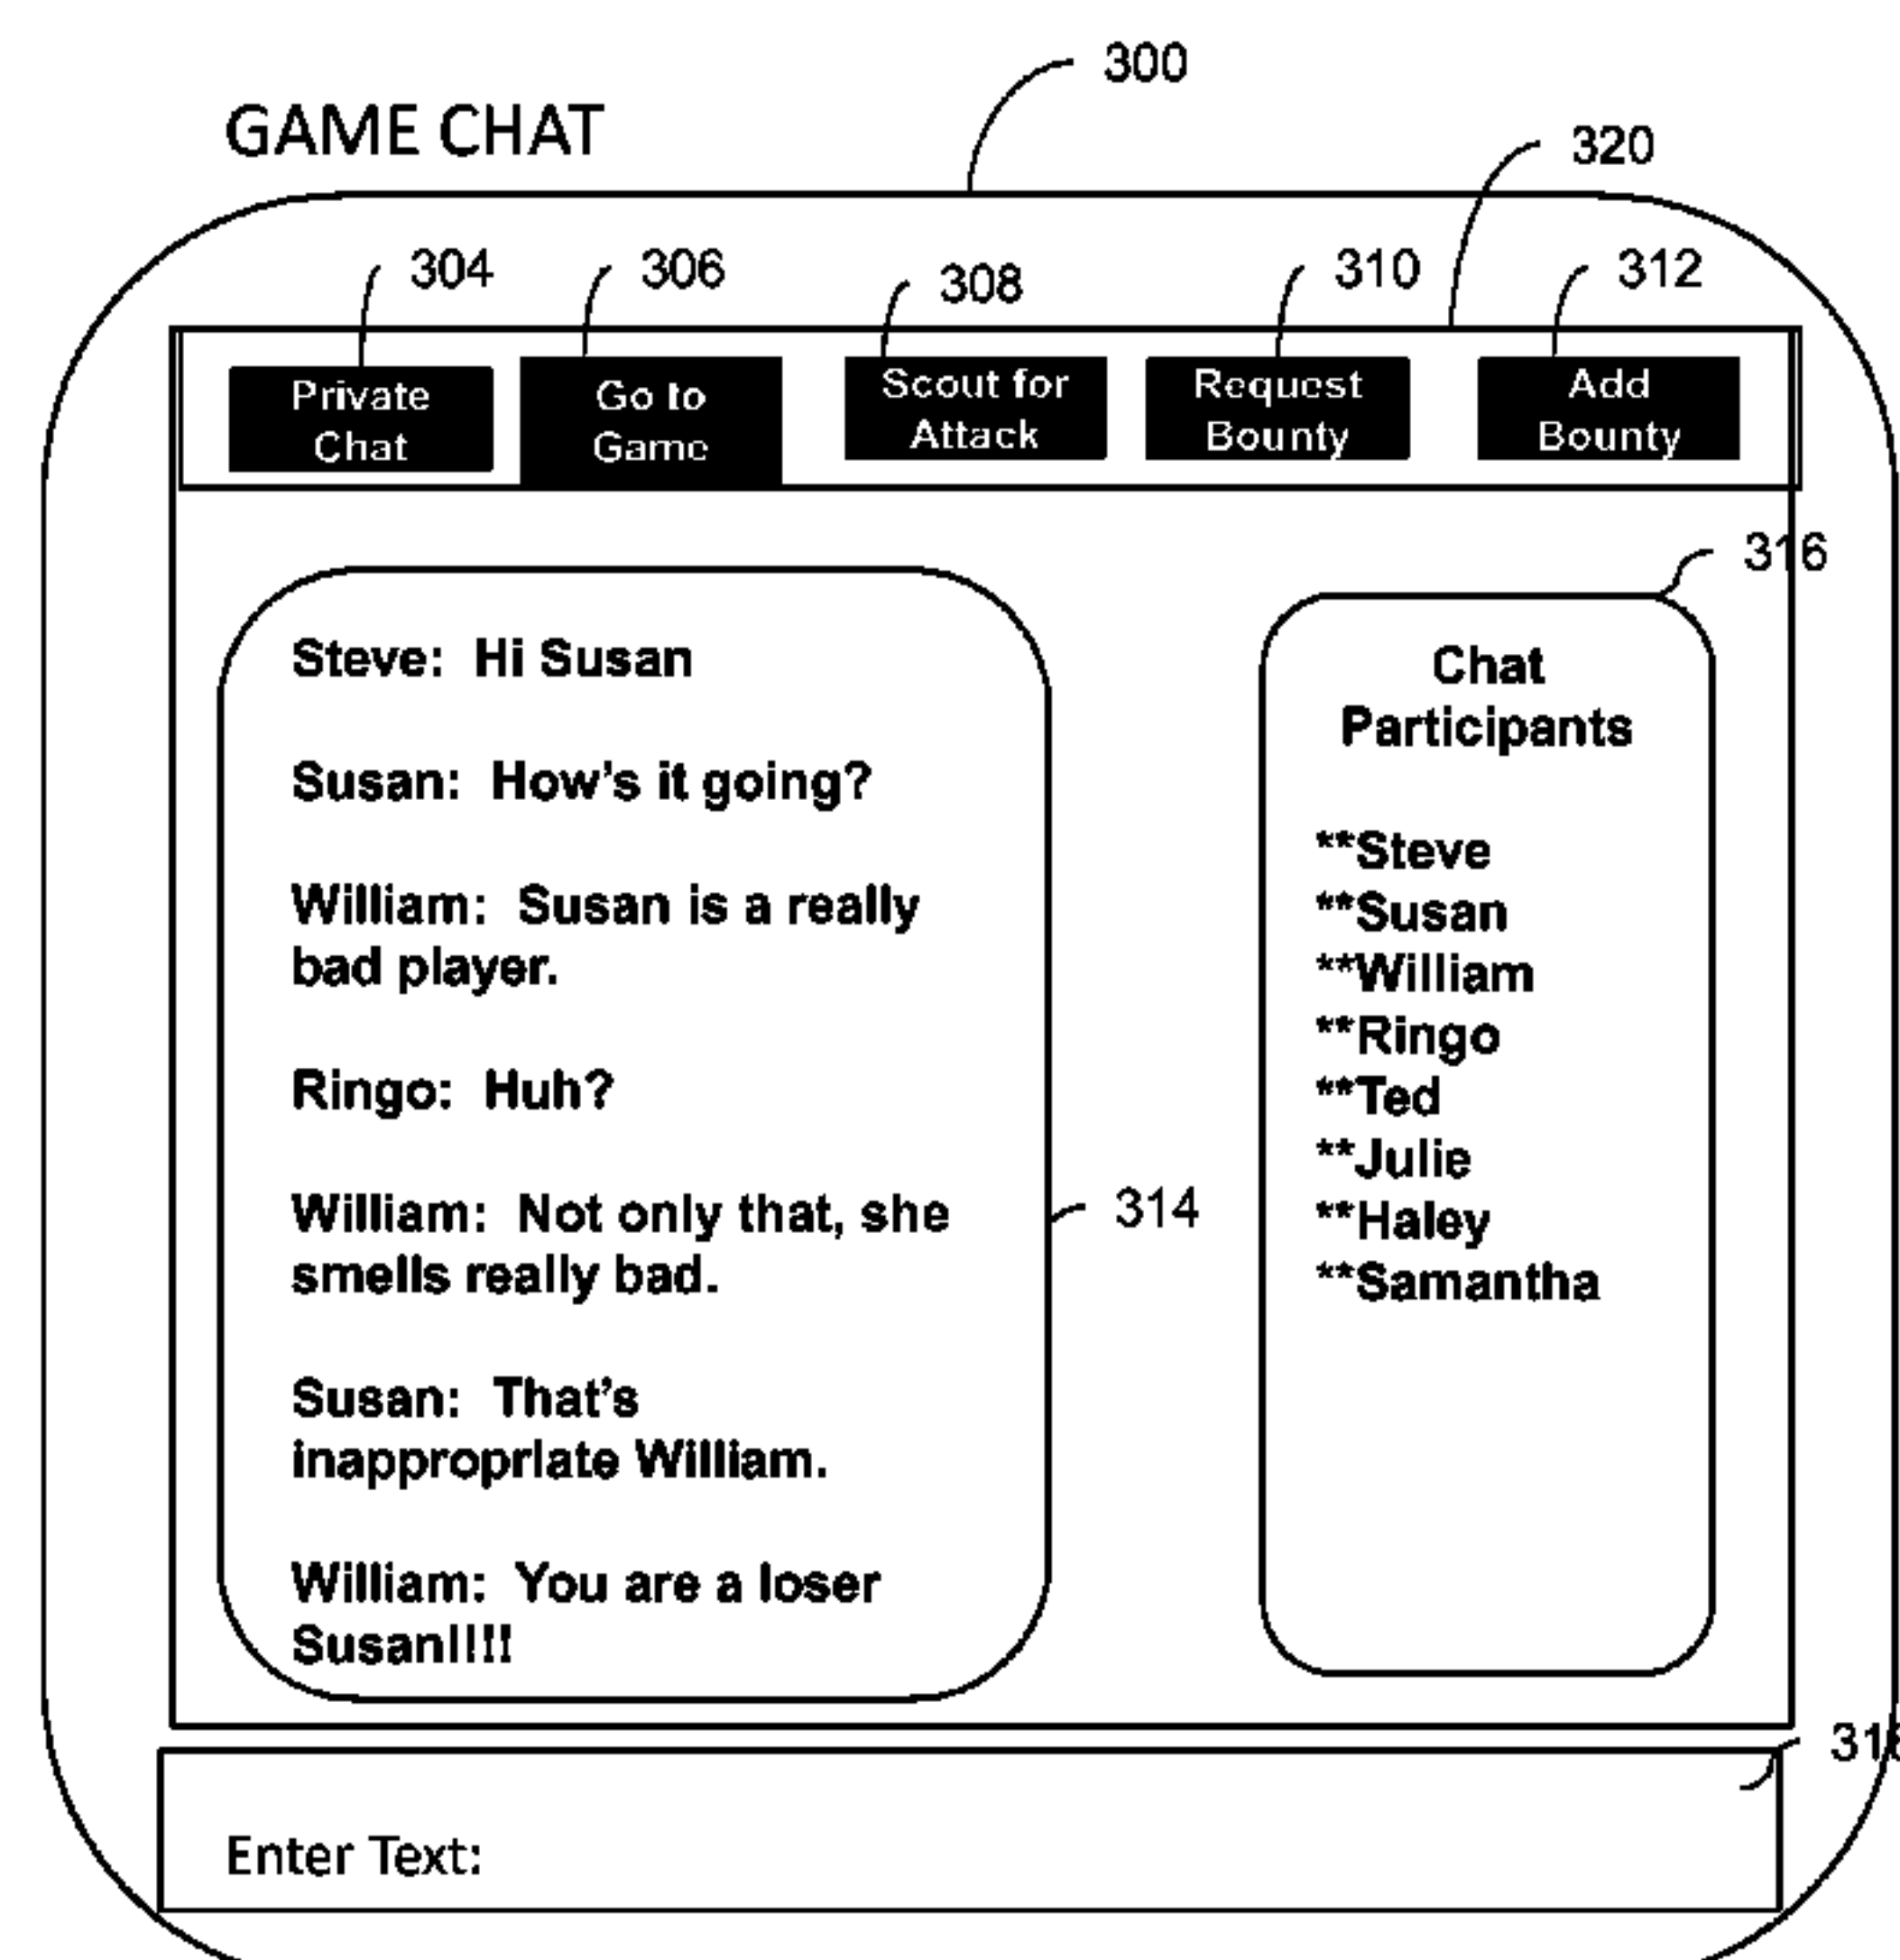 300
GAME CHAT
320
304
306
308
310
312
Private
Chat
Go to
Game
Scout for
Attack
Request
Bounty
Add
Bounty
316
Steve: Hi Susan
Susan: How's it going?
William: Susan is a really
bad player.
Ringo: Huh?
William: Not only that, she
smells really bad.
Susan: That's
inappropriate William.
William: You are a loser
Susan!!!!!
314
Chat
Participants
**Steve
**Susan
**William
**Ringo
**Ted
**Julie
**Haley
**Samantha
Enter Text: